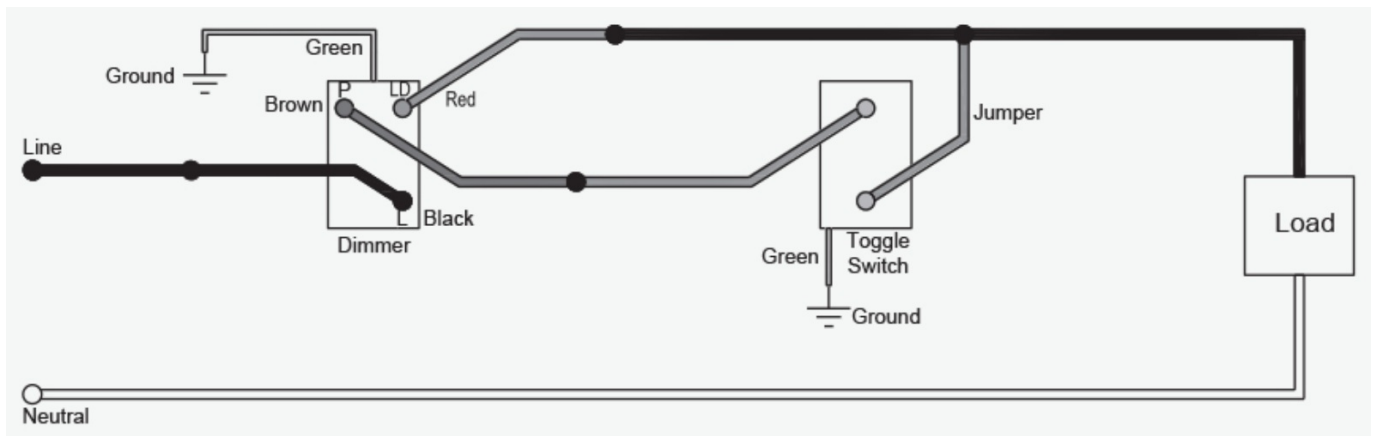 Green
Ground
P
LD
Brown
Red
Jumper
Line
L
Black
Dimmer
Toggle
Switch
Green
Ground
Load
Neutral